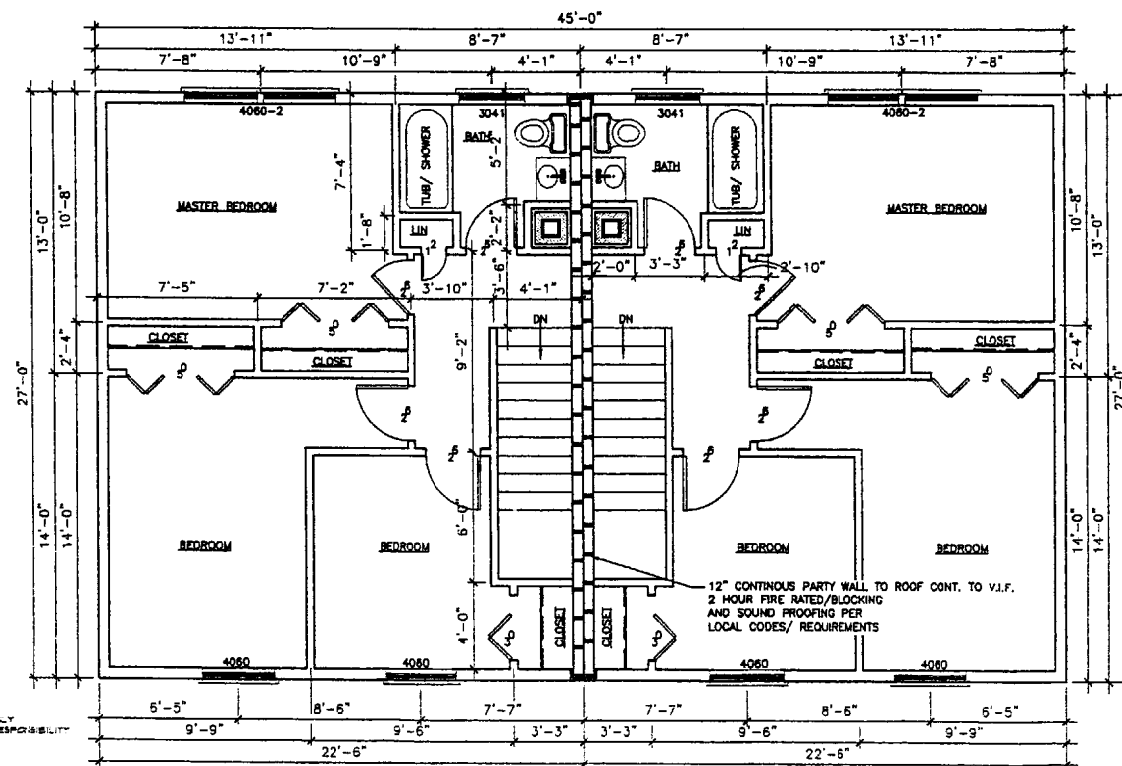 45'-0"
13'-11" 8'-7" 8'-7" 13'-11"
7'-8" 10'-9" 4'-1" 4'-1" 10'-9" 7'-8"
4060-2 3041 3041 4060-2
BATH BATH
5'-2"
TUB/ SHOWER TUB/ SHOWER
7'-4"
MASTER BEDROOM MASTER BEDROOM
10'-8" 10'-8"
13'-0" 13'-0"
1'-8" LIN 2'-2" LIN
3'-6" 2'-0" 3'-3" 2'-10"
7'-5" 7'-2" 3'-10" 4'-1"
DN DN
CLOSET CLOSET
CLOSET CLOSET
2'-4" 9'-2" 2'-4"
27'-0" 27'-0"
14'-0" 14'-0" 6'-0" 14'-0" 14'-0"
BEDROOM BEDROOM BEDROOM BEDROOM
12" CONTINOUS PARTY WALL TO ROOF CONT. TO V.I.F.
2 HOUR FIRE RATED/BLOCKING
AND SOUND PROOFING PER
LOCAL CODES/ REQUIREMENTS
4'-0" CLOSET CLOSET
4060 4060 4060 4060
6'-5" 8'-6" 7'-7" 7'-7" 8'-6" 6'-5"
9'-9" 9'-6" 3'-3" 3'-3" 9'-6" 9'-9"
22'-6" 22'-6"